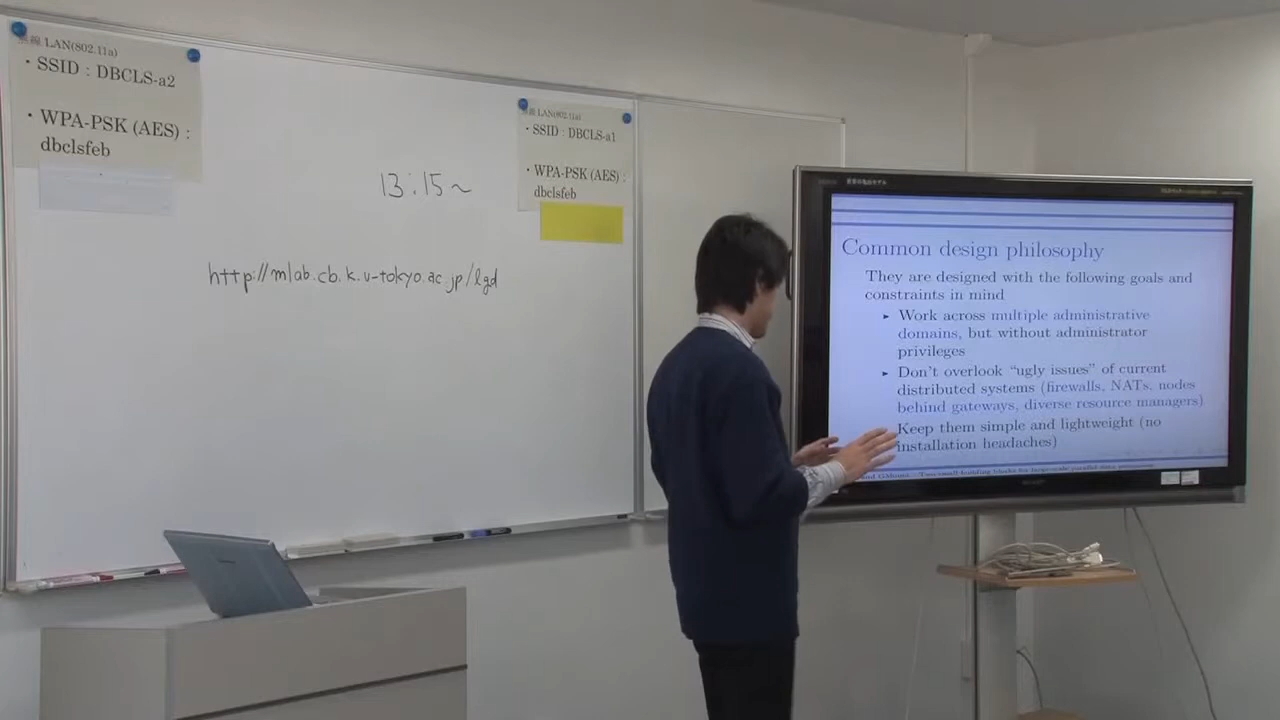 LAN(802.11a)
・SSID : DBCLS-a2
・WPA-PSK (AES) :
dbclsfeb
13:15~
http://mlab.cb.k.u-tokyo.ac.jp/lgd
LAN(802.11a)
・SSID : DBCLS-a1
・WPA-PSK (AES) :
dbclsfeb
Common design philosophy
They are designed with the following goals and
constraints in mind
► Work across multiple administrative
domains, but without administrator
privileges
► Don't overlook “ugly issues” of current
distributed systems (firewalls, NATs, nodes
behind gateways, diverse resource managers)
Keep them simple and lightweight (no
installation headaches)